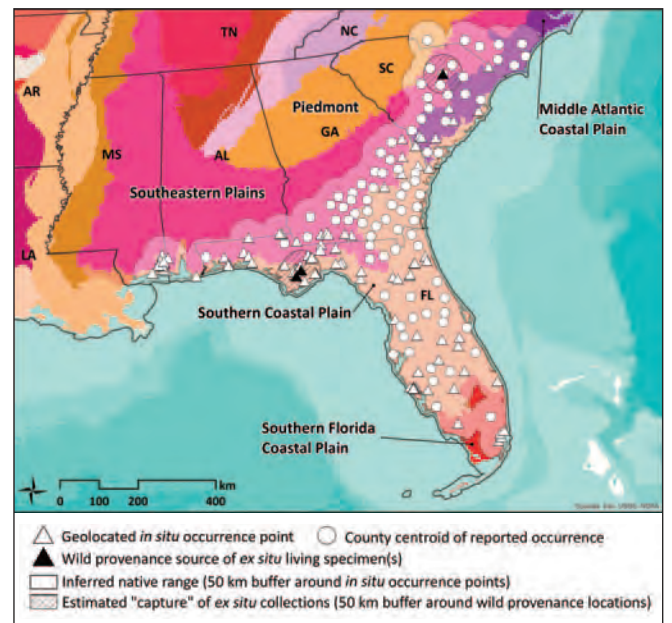 TN
NC
SC
AR
Piedmont
GA
Middle Atlantic
Coastal Plain
MS
AL
Southeastern Plains
LA
FL
Southern Coastal Plain
Southern Florida
Coastal Plain
km
0 100 200 400
△ Geolocated in situ occurrence point ○ County centroid of reported occurrence
▲ Wild provenance source of ex situ living specimen(s)
Inferred native range (50 km buffer around in situ occurrence points)
Estimated "capture" of ex situ collections (50 km buffer around wild provenance locations)